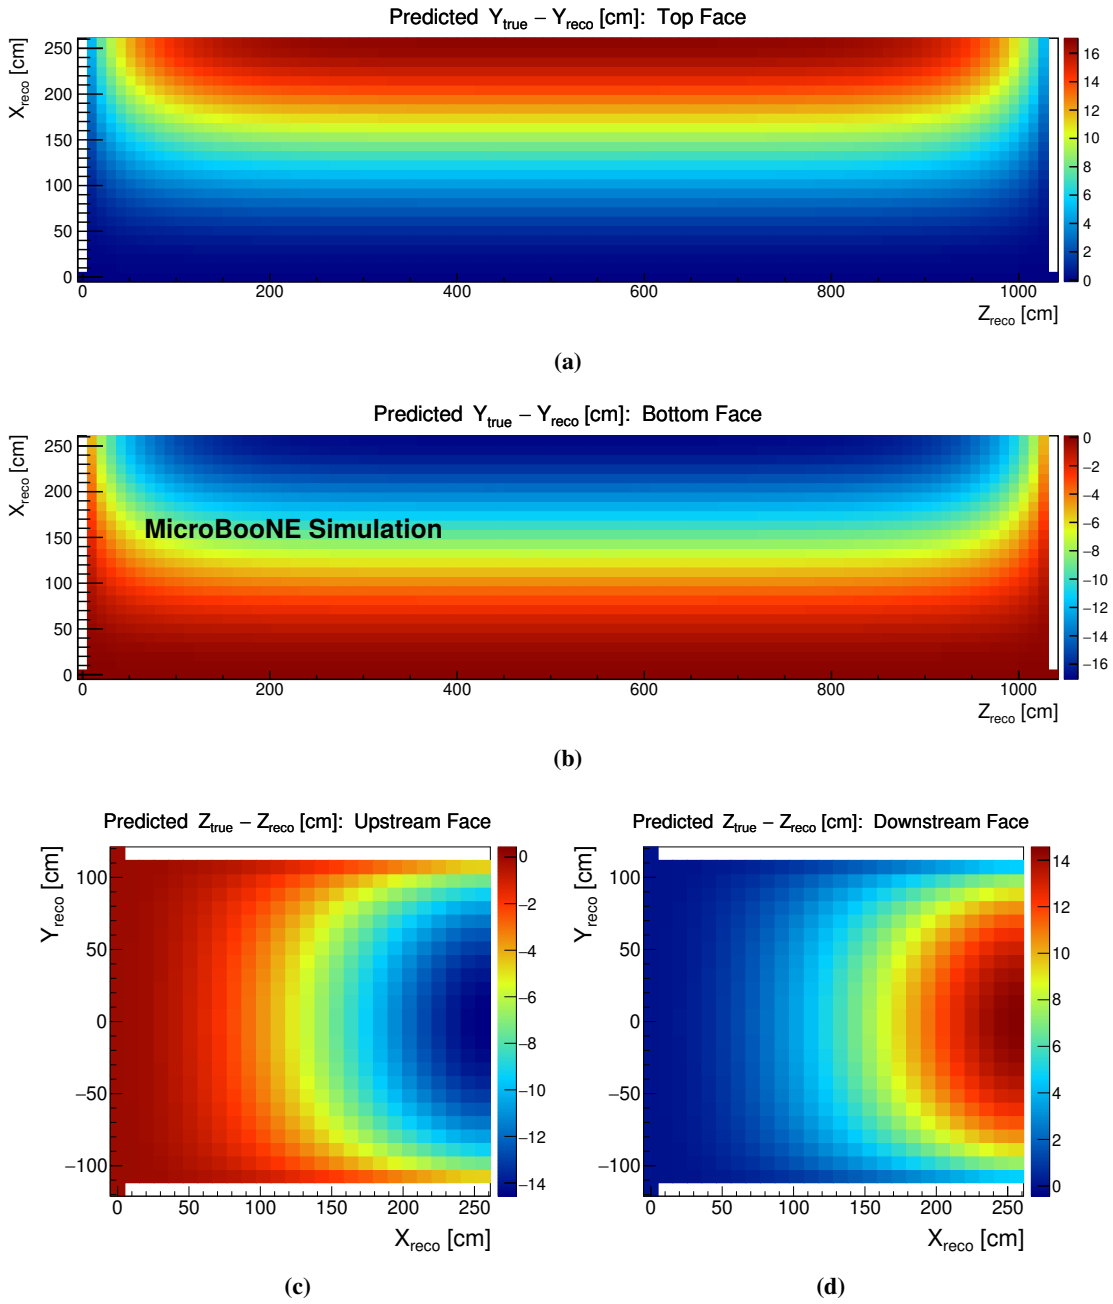 Predicted Y_true − Y_reco [cm]: Top Face
X_reco [cm]
250
200
150
100
50
0
0 200 400 600 800 1000
Z_reco [cm]
16
14
12
10
8
6
4
2
0
(a)
Predicted Y_true − Y_reco [cm]: Bottom Face
X_reco [cm]
250
200
150
100
50
0
MicroBooNE Simulation
0 200 400 600 800 1000
Z_reco [cm]
0
−2
−4
−6
−8
−10
−12
−14
−16
(b)
Predicted Z_true − Z_reco [cm]: Upstream Face
Y_reco [cm]
100
50
0
−50
−100
0 50 100 150 200 250
X_reco [cm]
0
−2
−4
−6
−8
−10
−12
−14
(c)
Predicted Z_true − Z_reco [cm]: Downstream Face
Y_reco [cm]
100
50
0
−50
−100
0 50 100 150 200 250
X_reco [cm]
14
12
10
8
6
4
2
0
(d)